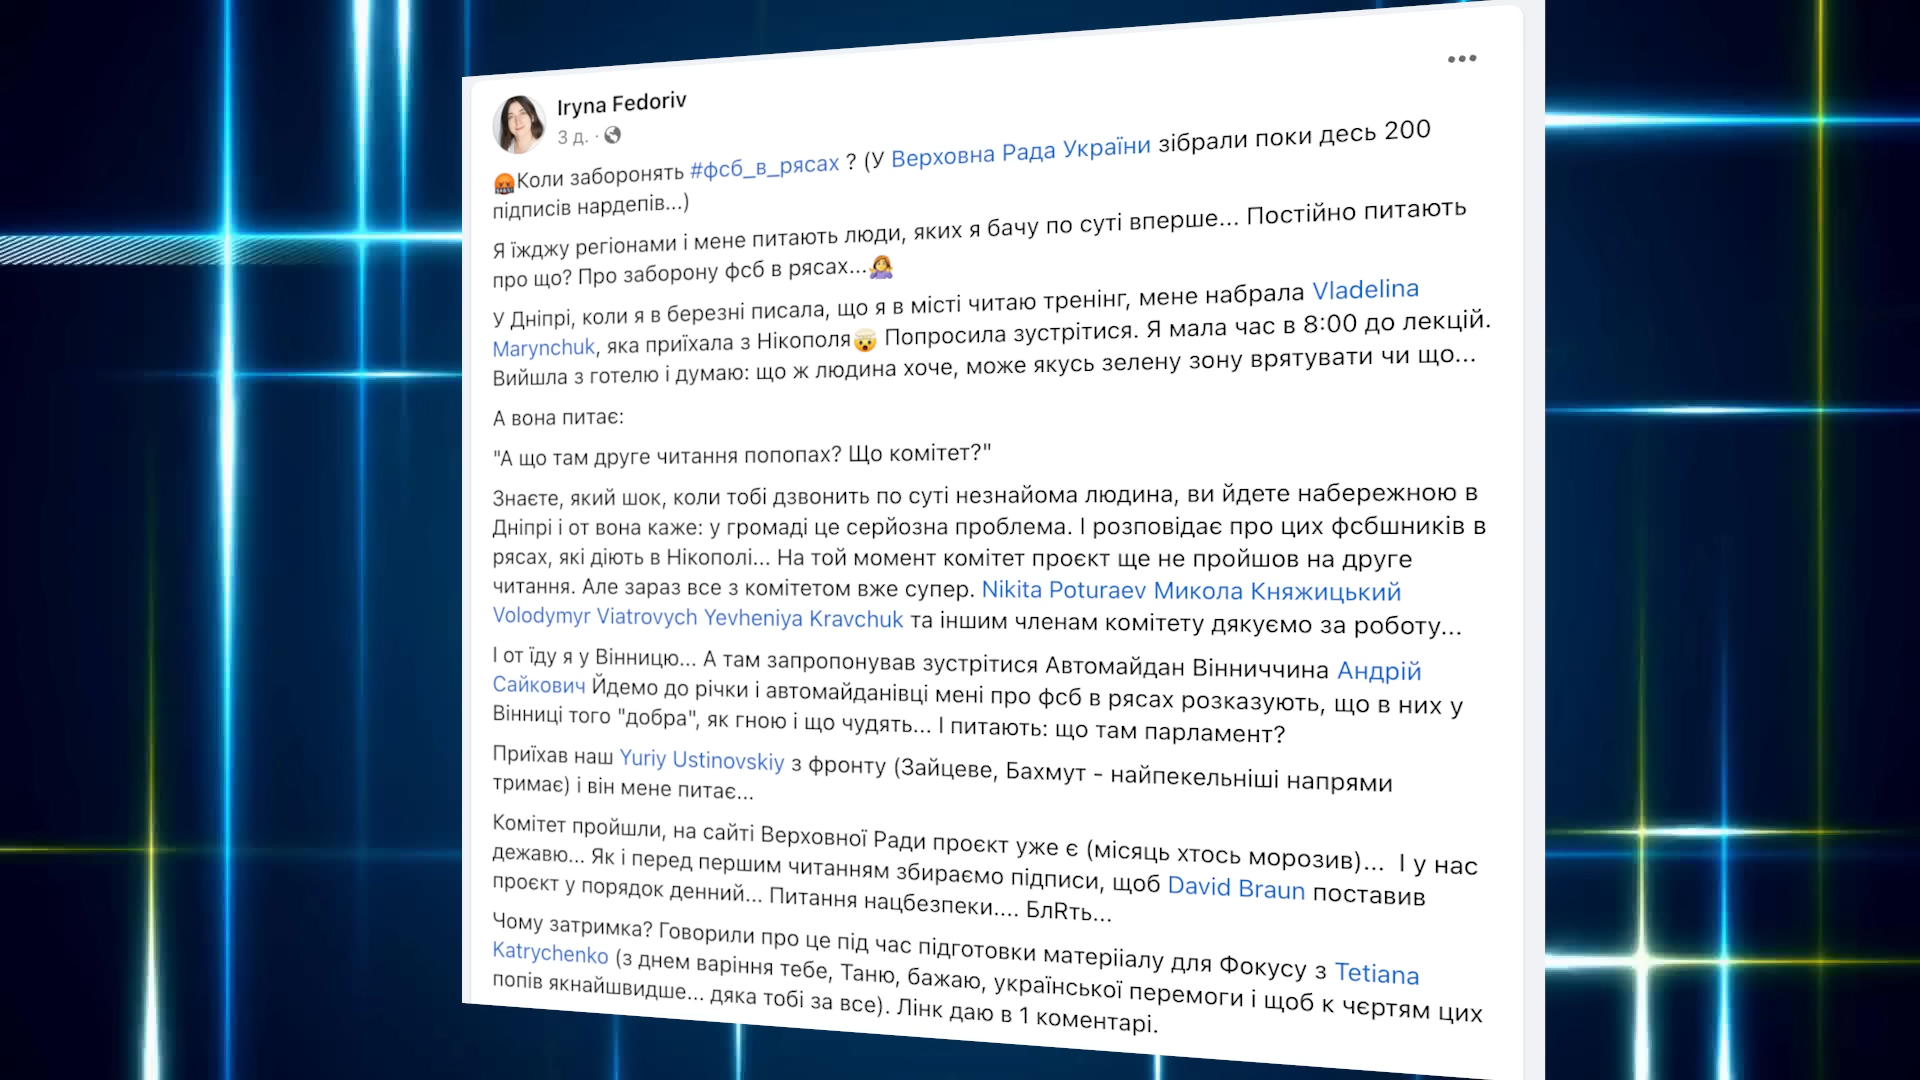 Iryna Fedoriv
3 д. ·
Коли заборонять #фсб_в_рясах ? (У Верховна Рада України зібрали поки десь 200
підписів нардепів...)
Я їжджу регіонами і мене питають люди, яких я бачу по суті вперше... Постійно питають
про що? Про заборону фсб в рясах...
У Дніпрі, коли я в березні писала, що я в місті читаю тренінг, мене набрала Vladelina
Marynchuk, яка приїхала з Нікополя Попросила зустрітися. Я мала час в 8:00 до лекцій.
Вийшла з готелю і думаю: що ж людина хоче, може якусь зелену зону врятувати чи що...
А вона питає:
"А що там друге читання попопах? Що комітет?"
Знаєте, який шок, коли тобі дзвонить по суті незнайома людина, ви йдете набережною в
Дніпрі і от вона каже: у громаді це серйозна проблема. І розповідає про цих фсбшників в
рясах, які діють в Нікополі... На той момент комітет проєкт ще не пройшов на друге
читання. Але зараз все з комітетом вже супер. Nikita Poturaev Микола Княжицький
Volodymyr Viatrovych Yevheniya Kravchuk та іншим членам комітету дякуємо за роботу...
І от їду я у Вінницю... А там запропонував зустрітися Автомайдан Вінниччина Андрій
Сайкович Йдемо до річки і автомайданівці мені про фсб в рясах розказують, що в них у
Вінниці того "добра", як гною і що чудять... І питають: що там парламент?
Приїхав наш Yuriy Ustinovskiy з фронту (Зайцеве, Бахмут - найпекельніші напрями
тримає) і він мене питає...
Комітет пройшли, на сайті Верховної Ради проєкт уже є (місяць хтось морозив)... І у нас
дежавю... Як і перед першим читанням збираємо підписи, щоб David Braun поставив
проєкт у порядок денний... Питання нацбезпеки.... БлRть...
Чому затримка? Говорили про це під час підготовки матерііалу для Фокусу з Tetiana
Katrychenko (з днем варіння тебе, Таню, бажаю, української перемоги і щоб к чєртям цих
попів якнайшвидше... дяка тобі за все). Лінк даю в 1 коментарі.